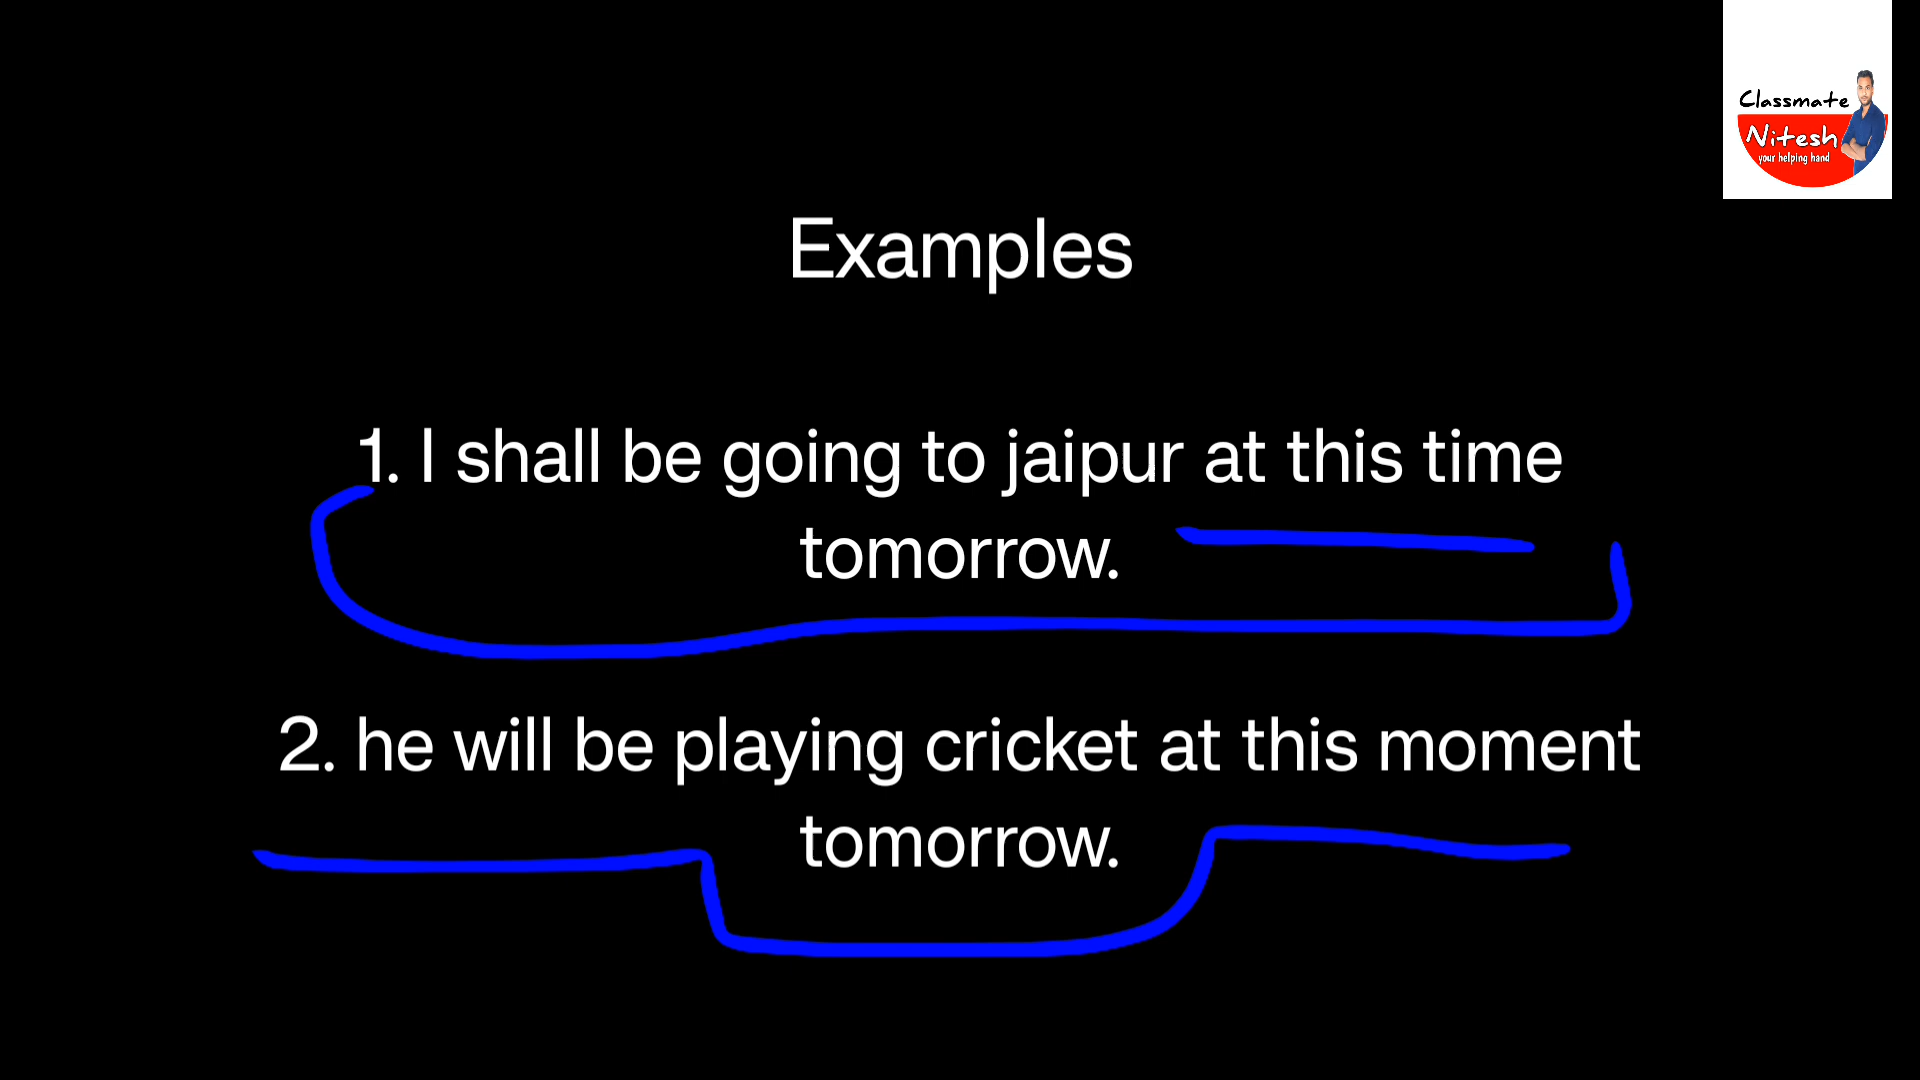 Classmate
Nitesh
your helping hand
Examples
1. I shall be going to jaipur at this time
tomorrow.
2. he will be playing cricket at this moment
tomorrow.